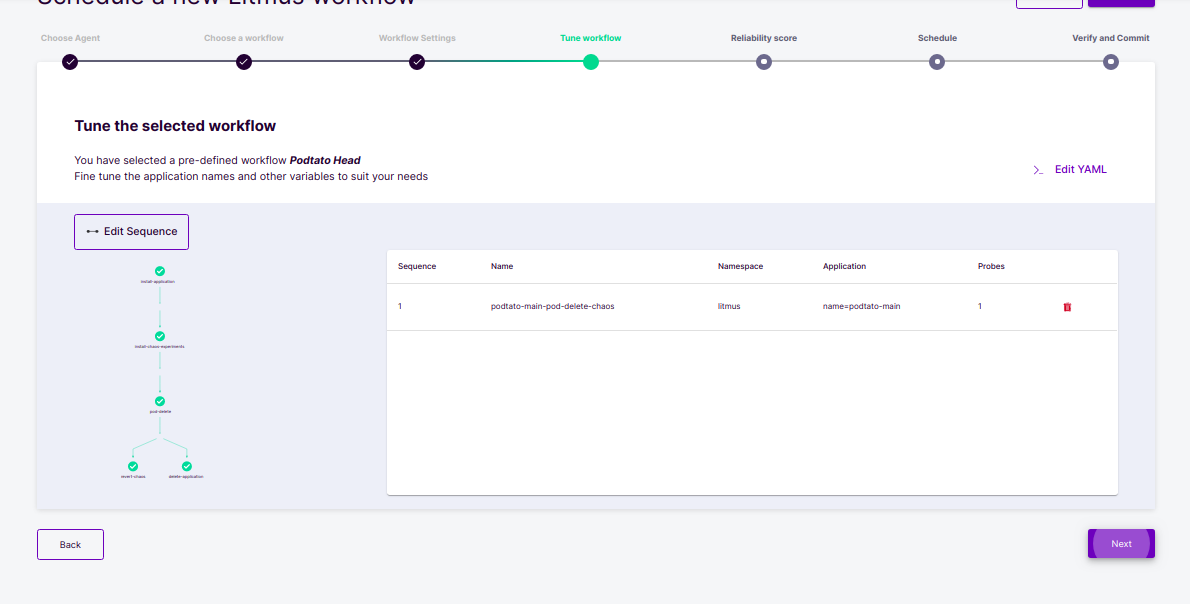 Schedule a new Litmus workflow
Choose Agent
Choose a workflow
Workflow Settings
Tune workflow
Reliability score
Schedule
Verify and Commit
Tune the selected workflow
You have selected a pre-defined workflow Podtato Head
Fine tune the application names and other variables to suit your needs
>_ Edit YAML
Edit Sequence
install-application
install-chaos-experiments
pod-delete
revert-chaos
delete-application
Sequence Name Namespace Application Probes
1 podtato-main-pod-delete-chaos litmus name=podtato-main 1
Back
Next